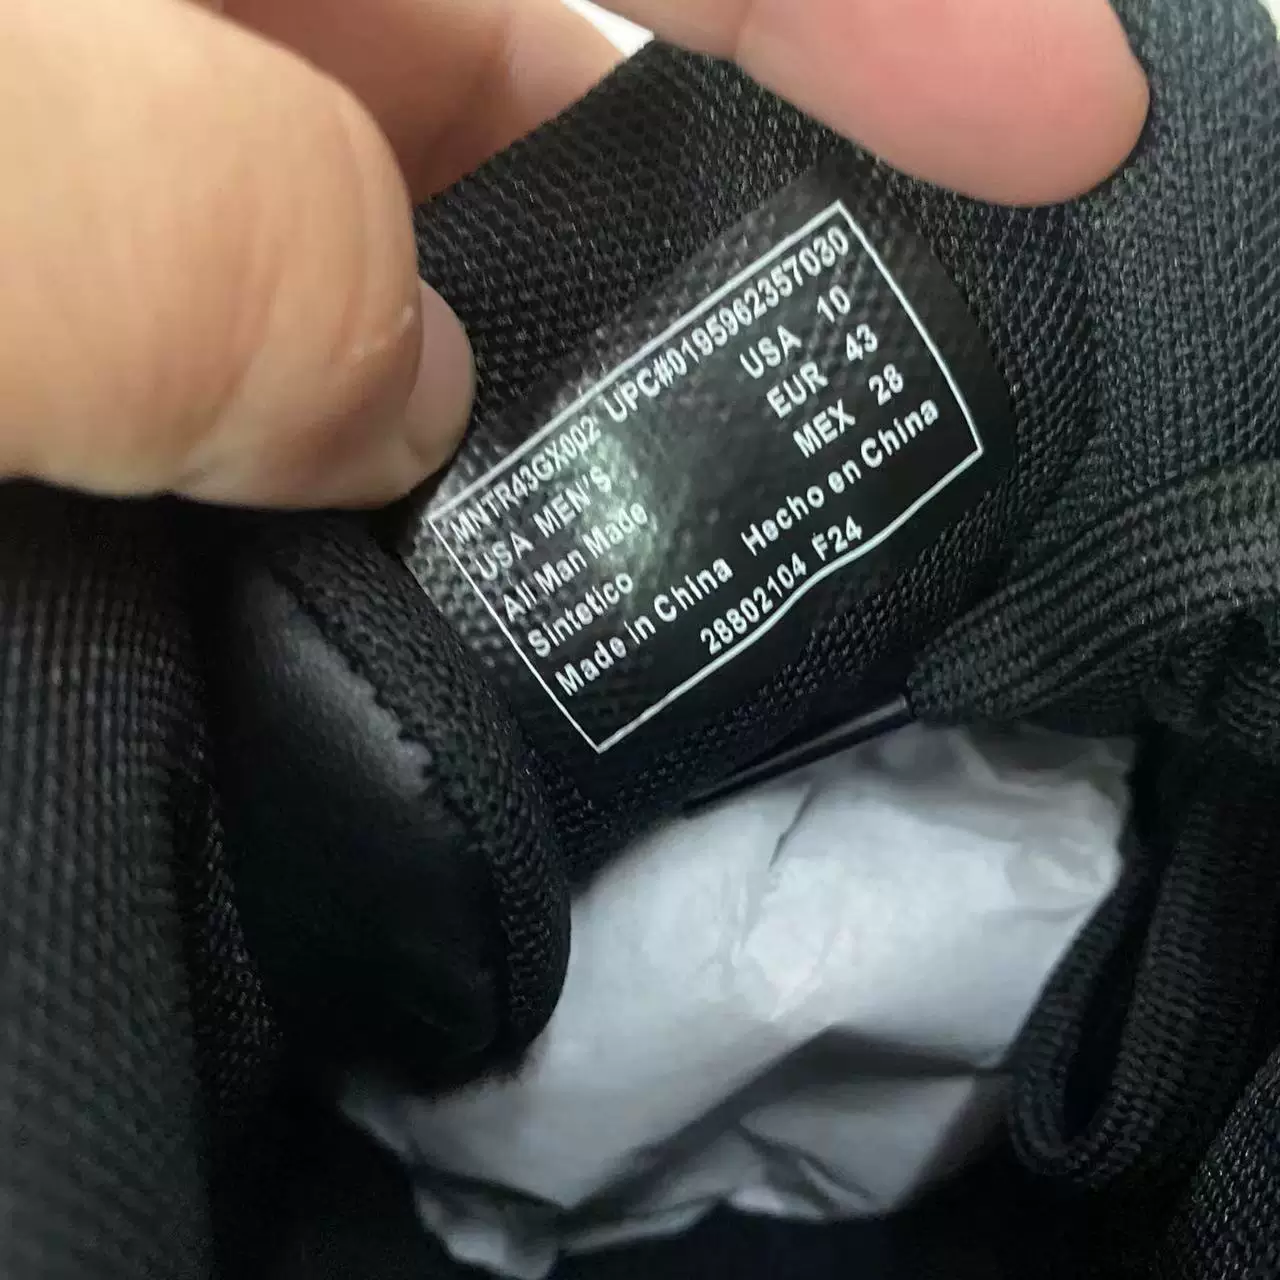 MNTR43GX002 UPC#0195962357030
USA MEN'S USA 10
All Man Made EUR 43
Sintetico MEX 28
Made in China Hecho en China
28802104 F24